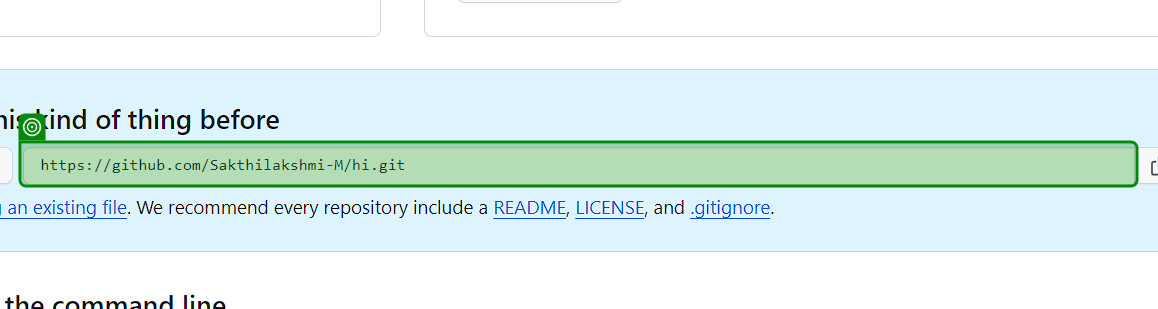 kind of thing before
https://github.com/Sakthilakshmi-M/hi.git
an existing file. We recommend every repository include a README, LICENSE, and .gitignore.
the command line